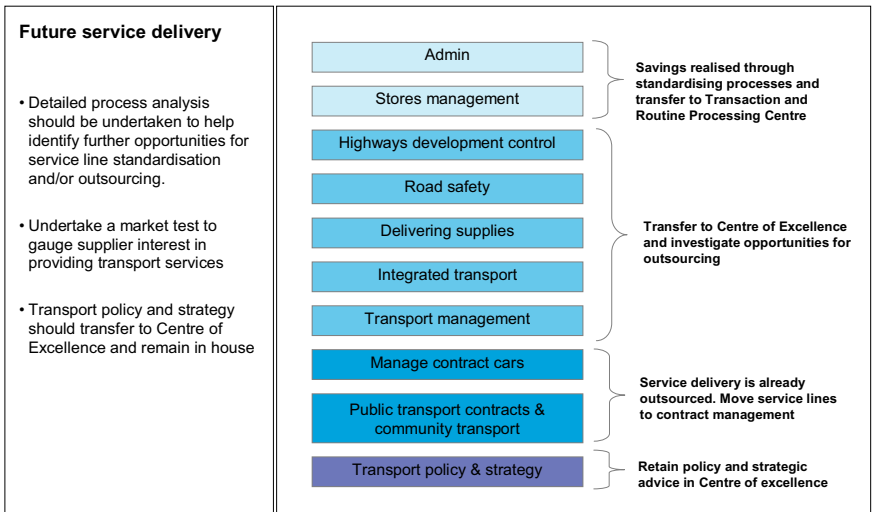 Future service delivery
• Detailed process analysis
should be undertaken to help
identify further opportunities for
service line standardisation
and/or outsourcing.
• Undertake a market test to
gauge supplier interest in
providing transport services
• Transport policy and strategy
should transfer to Centre of
Excellence and remain in house
Admin
Stores management
Savings realised through
standardising processes and
transfer to Transaction and
Routine Processing Centre
Highways development control
Road safety
Delivering supplies
Integrated transport
Transport management
Transfer to Centre of Excellence
and investigate opportunities for
outsourcing
Manage contract cars
Public transport contracts &
community transport
Service delivery is already
outsourced. Move service lines
to contract management
Transport policy & strategy
Retain policy and strategic
advice in Centre of excellence